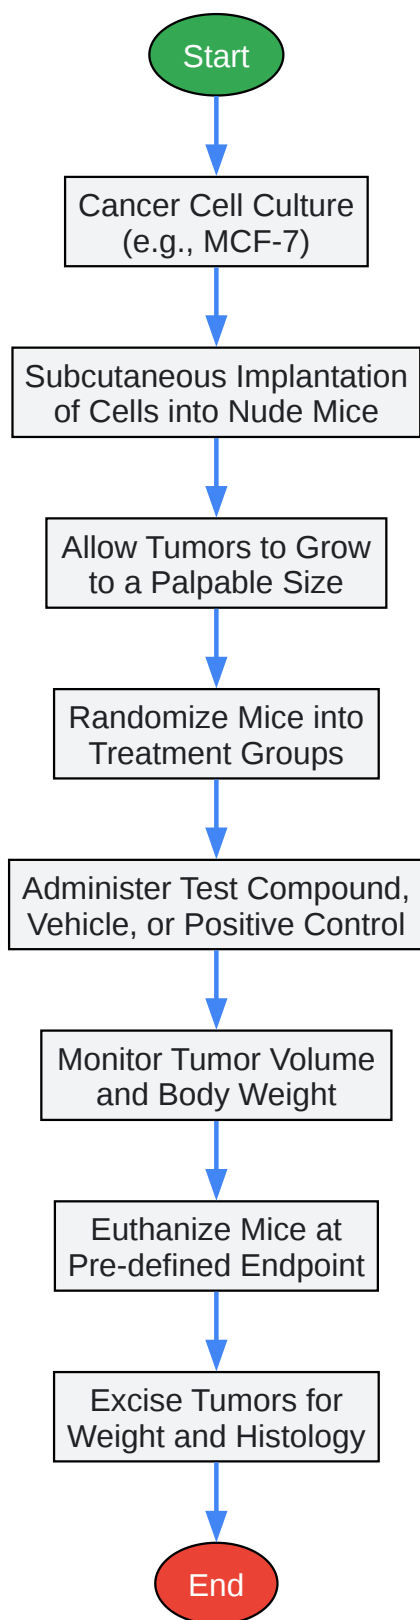 Start
Cancer Cell Culture
(e.g., MCF-7)
Subcutaneous Implantation
of Cells into Nude Mice
Allow Tumors to Grow
to a Palpable Size
Randomize Mice into
Treatment Groups
Administer Test Compound,
Vehicle, or Positive Control
Monitor Tumor Volume
and Body Weight
Euthanize Mice at
Pre-defined Endpoint
Excise Tumors for
Weight and Histology
End